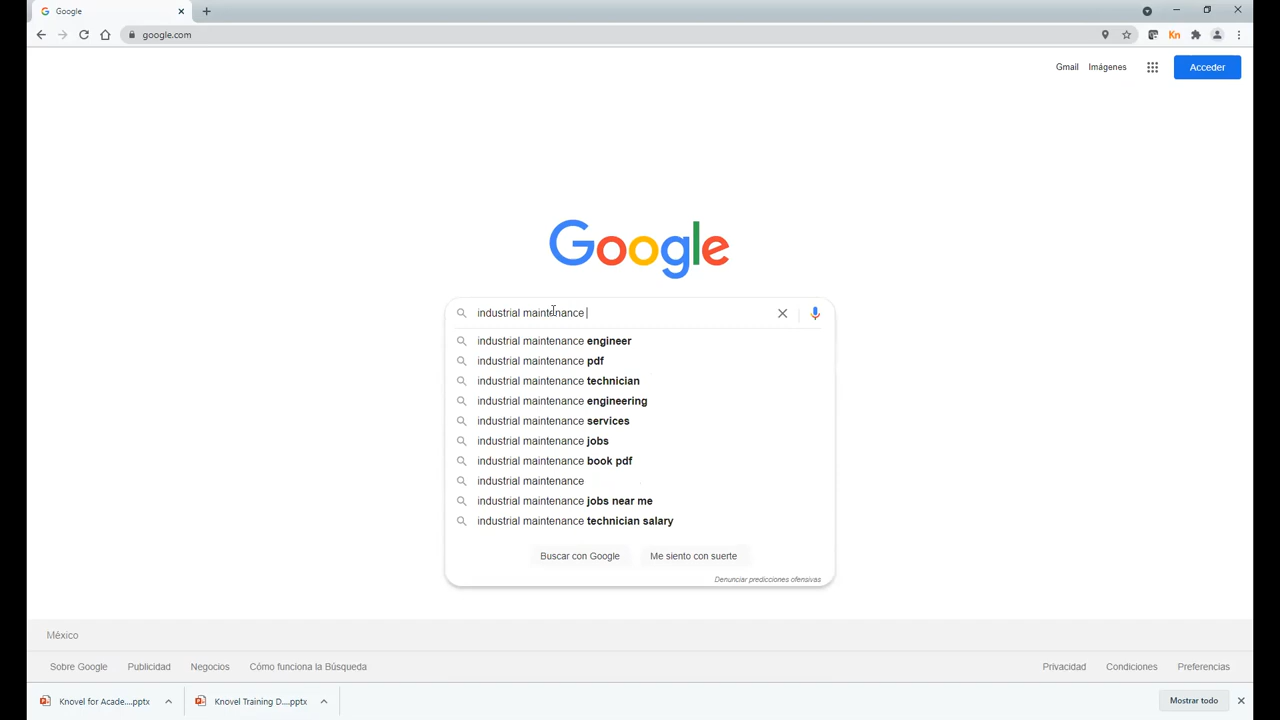 Google
google.com
Kn
Gmail Imágenes Acceder
Google
industrial maintenance
industrial maintenance engineer
industrial maintenance pdf
industrial maintenance technician
industrial maintenance engineering
industrial maintenance services
industrial maintenance jobs
industrial maintenance book pdf
industrial maintenance
industrial maintenance jobs near me
industrial maintenance technician salary
Buscar con Google Me siento con suerte
Denunciar predicciones ofensivas
México
Sobre Google Publicidad Negocios Cómo funciona la Búsqueda Privacidad Condiciones Preferencias
Knovel for Acade....pptx Knovel Training D....pptx Mostrar todo